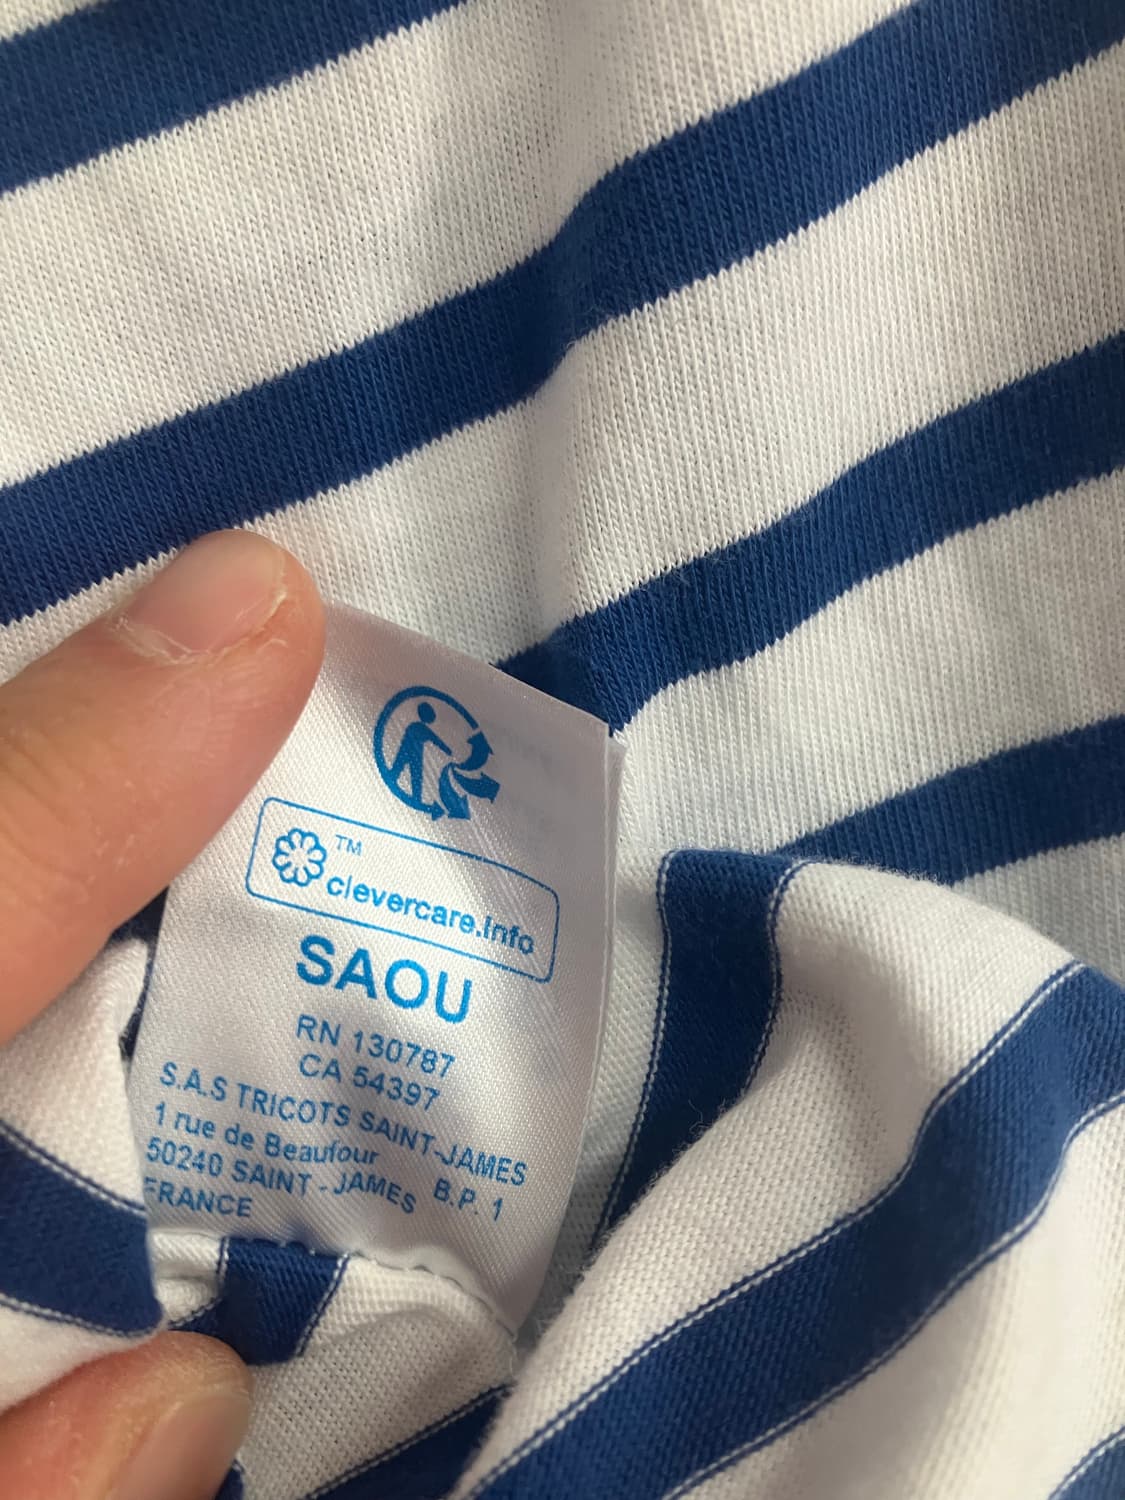 TM
clevercare.info
SAOU
RN 130787
CA 54397
S.A.S TRICOTS SAINT-JAMES
1 rue de Beaufour B.P. 1
50240 SAINT - JAMES
FRANCE